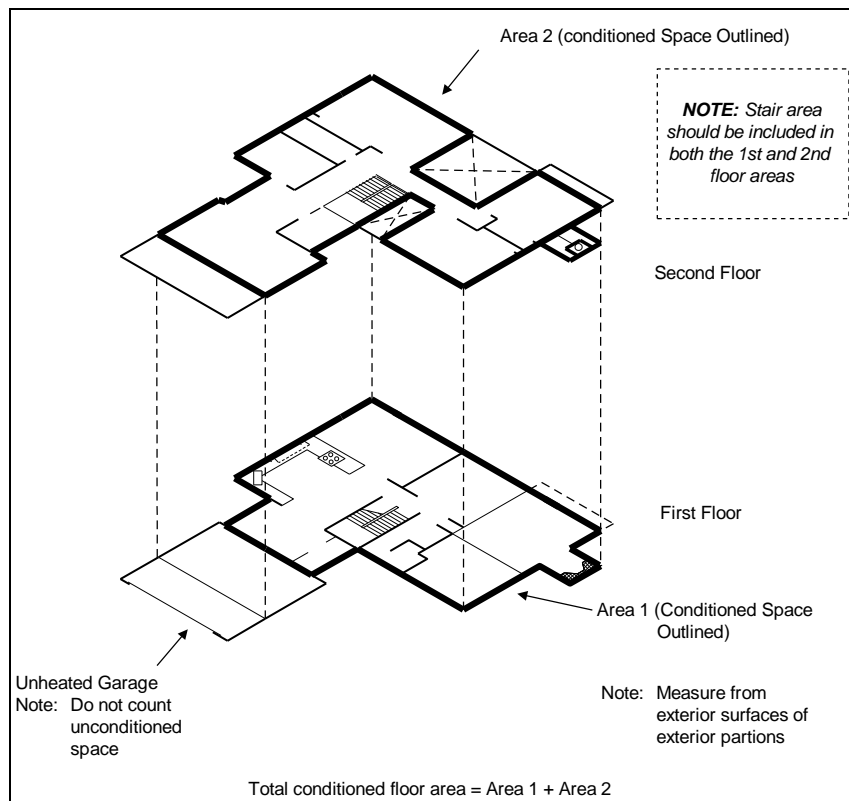 Area 2 (conditioned Space Outlined)
NOTE: Stair area
should be included in
both the 1st and 2nd
floor areas
Second Floor
First Floor
Area 1 (Conditioned Space
Outlined)
Unheated Garage
Note: Do not count
unconditioned
space
Note: Measure from
exterior surfaces of
exterior partions
Total conditioned floor area = Area 1 + Area 2